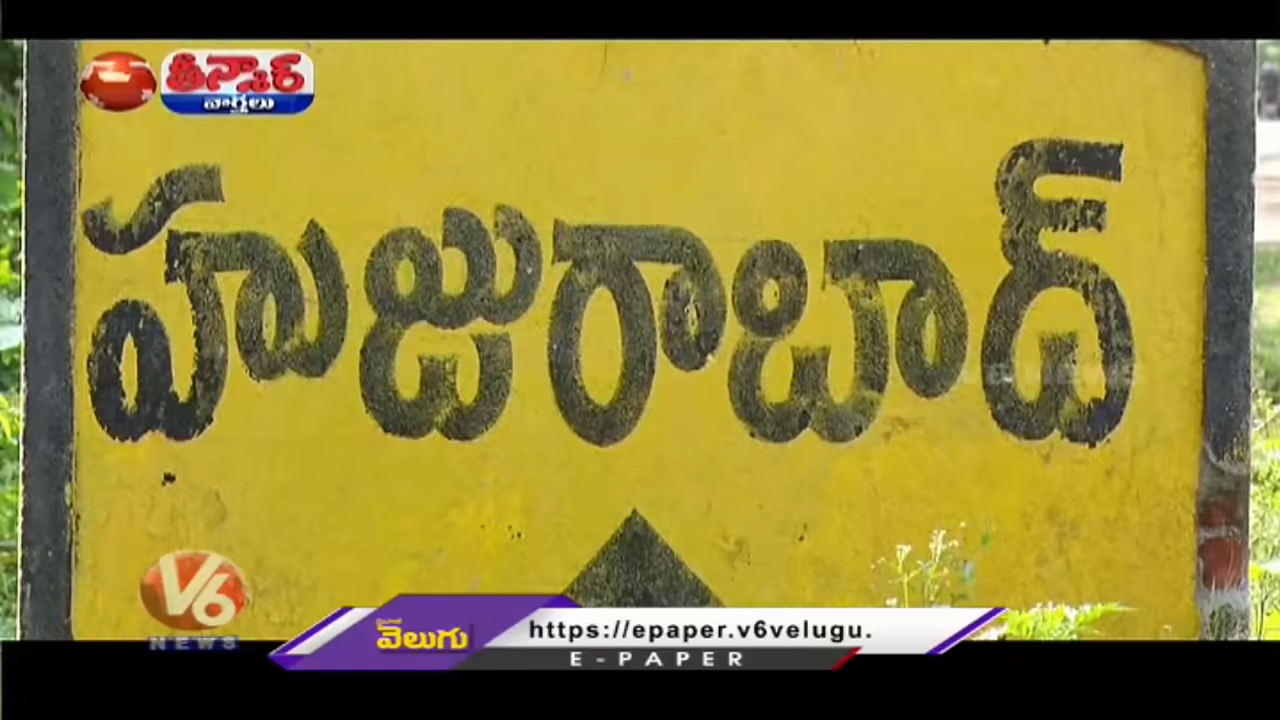 తీన్మార్
వార్తలు
హుజురాబాద్
V6
NEWS
వెలుగు
https://epaper.v6velugu.
E-PAPER